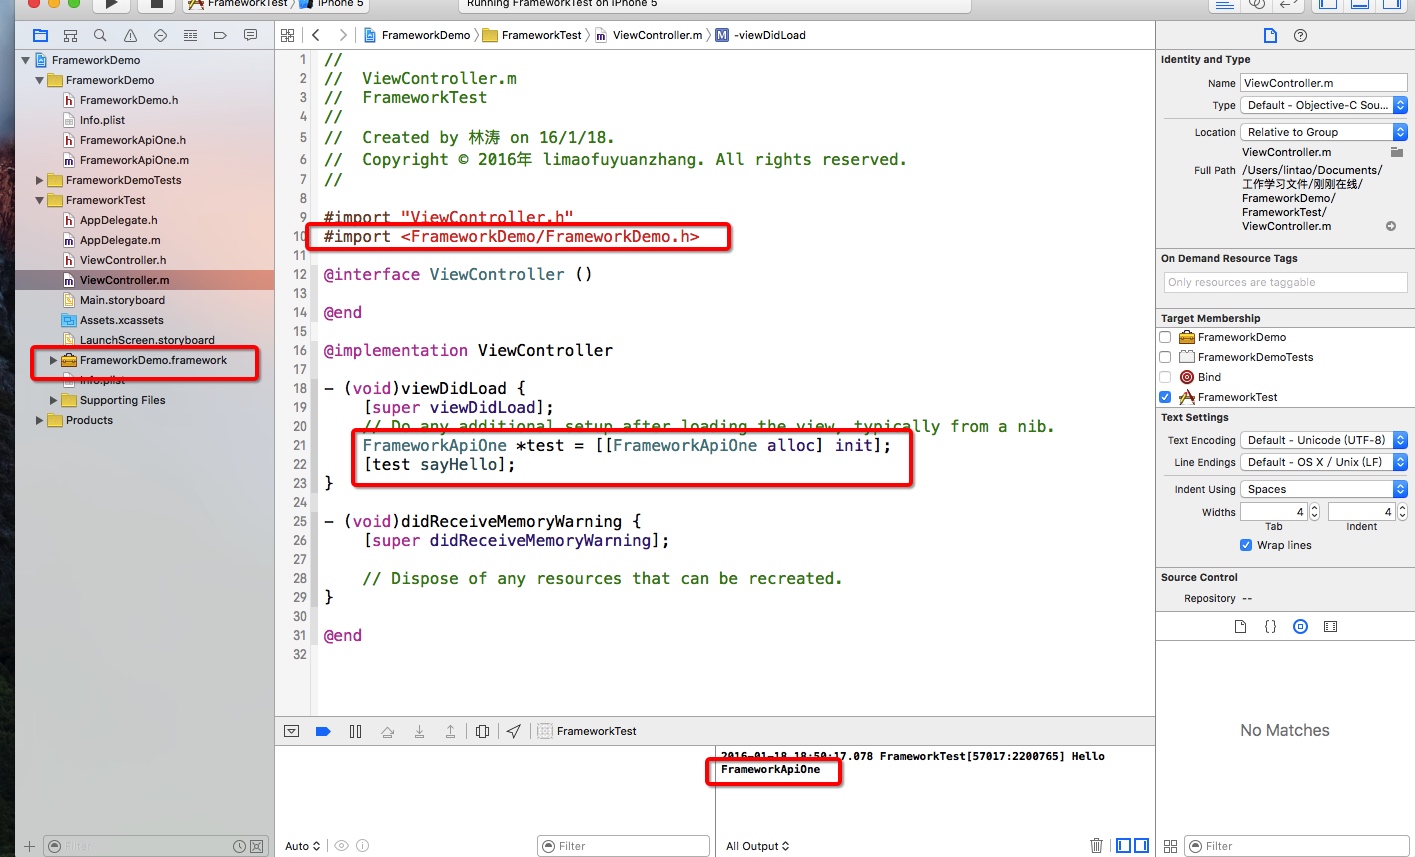 FrameworkTest iPhone 5
Running FrameworkTest on iPhone 5
FrameworkDemo FrameworkTest ViewController.m -viewDidLoad
FrameworkDemo
FrameworkDemo
FrameworkDemo.h
Info.plist
FrameworkApiOne.h
FrameworkApiOne.m
FrameworkDemoTests
FrameworkTest
AppDelegate.h
AppDelegate.m
ViewController.h
ViewController.m
Main.storyboard
Assets.xcassets
LaunchScreen.storyboard
FrameworkDemo.framework
Info.plist
Supporting Files
Products
Filter
1 //
2 // ViewController.m
3 // FrameworkTest
4 //
5 // Created by 林涛 on 16/1/18.
6 // Copyright © 2016年 limaofuyuanzhang. All rights reserved.
7 //
8
9 #import "ViewController.h"
10 #import <FrameworkDemo/FrameworkDemo.h>
11
12 @interface ViewController ()
13
14 @end
15
16 @implementation ViewController
17
18 - (void)viewDidLoad {
19 [super viewDidLoad];
20 // Do any additional setup after loading the view, typically from a nib.
21 FrameworkApiOne *test = [[FrameworkApiOne alloc] init];
22 [test sayHello];
23 }
24
25 - (void)didReceiveMemoryWarning {
26 [super didReceiveMemoryWarning];
27
28 // Dispose of any resources that can be recreated.
29 }
30
31 @end
32
FrameworkTest
2016-01-18 18:50:17.078 FrameworkTest[57017:2200765] Hello
FrameworkApiOne
Auto
Filter
All Output
Identity and Type
Name ViewController.m
Type Default - Objective-C Sou...
Location Relative to Group
ViewController.m
Full Path /Users/lintao/Documents/
工作学习文件/刚刚在线/
FrameworkDemo/
FrameworkTest/
ViewController.m
On Demand Resource Tags
Only resources are taggable
Target Membership
FrameworkDemo
FrameworkDemoTests
Bind
FrameworkTest
Text Settings
Text Encoding Default - Unicode (UTF-8)
Line Endings Default - OS X / Unix (LF)
Indent Using Spaces
Widths 4 4
Tab Indent
Wrap lines
Source Control
Repository --
{}
No Matches
Filter